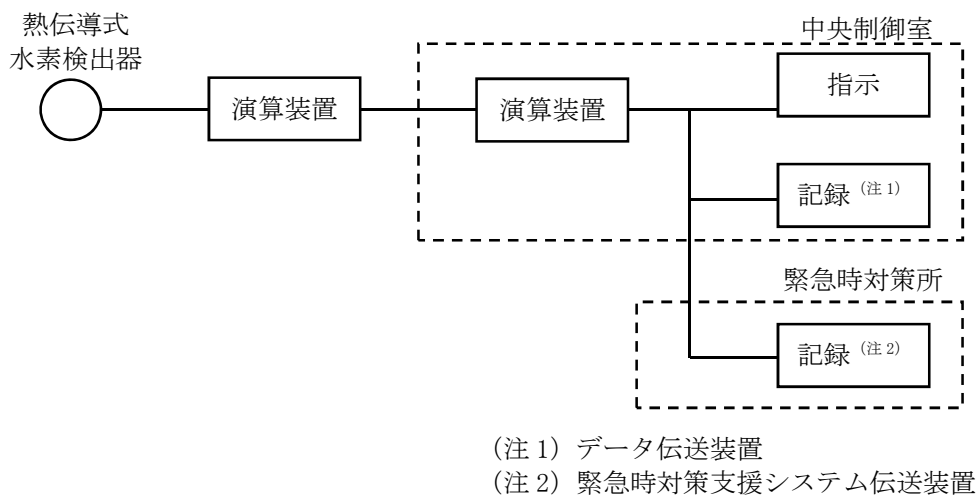 熱伝導式
水素検出器
中央制御室
演算装置
演算装置
指示
記録（注1）
緊急時対策所
記録（注2）
（注1）データ伝送装置
（注2）緊急時対策支援システム伝送装置